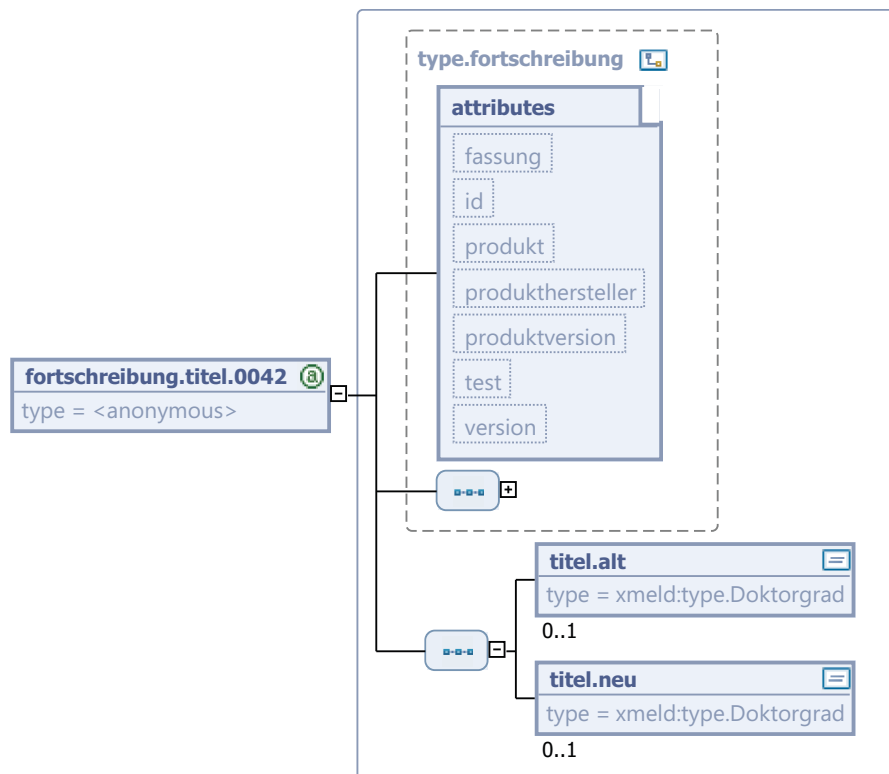 type.fortschreibung
attributes
fassung
id
produkt
produkthersteller
produktversion
test
version
fortschreibung.titel.0042 @
type = <anonymous>
titel.alt
type = xmeld:type.Doktorgrad
0..1
titel.neu
type = xmeld:type.Doktorgrad
0..1